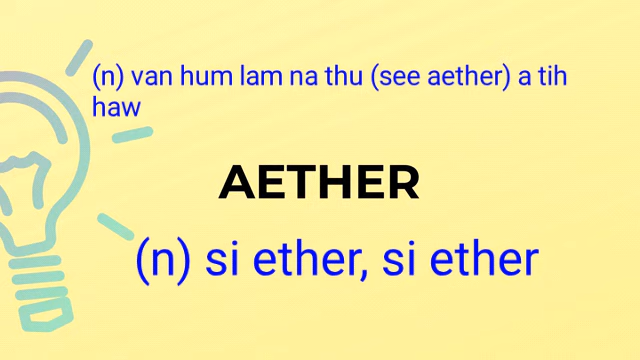 (n) van hum lam na thu (see aether) a tih
haw
AETHER
(n) si ether, si ether